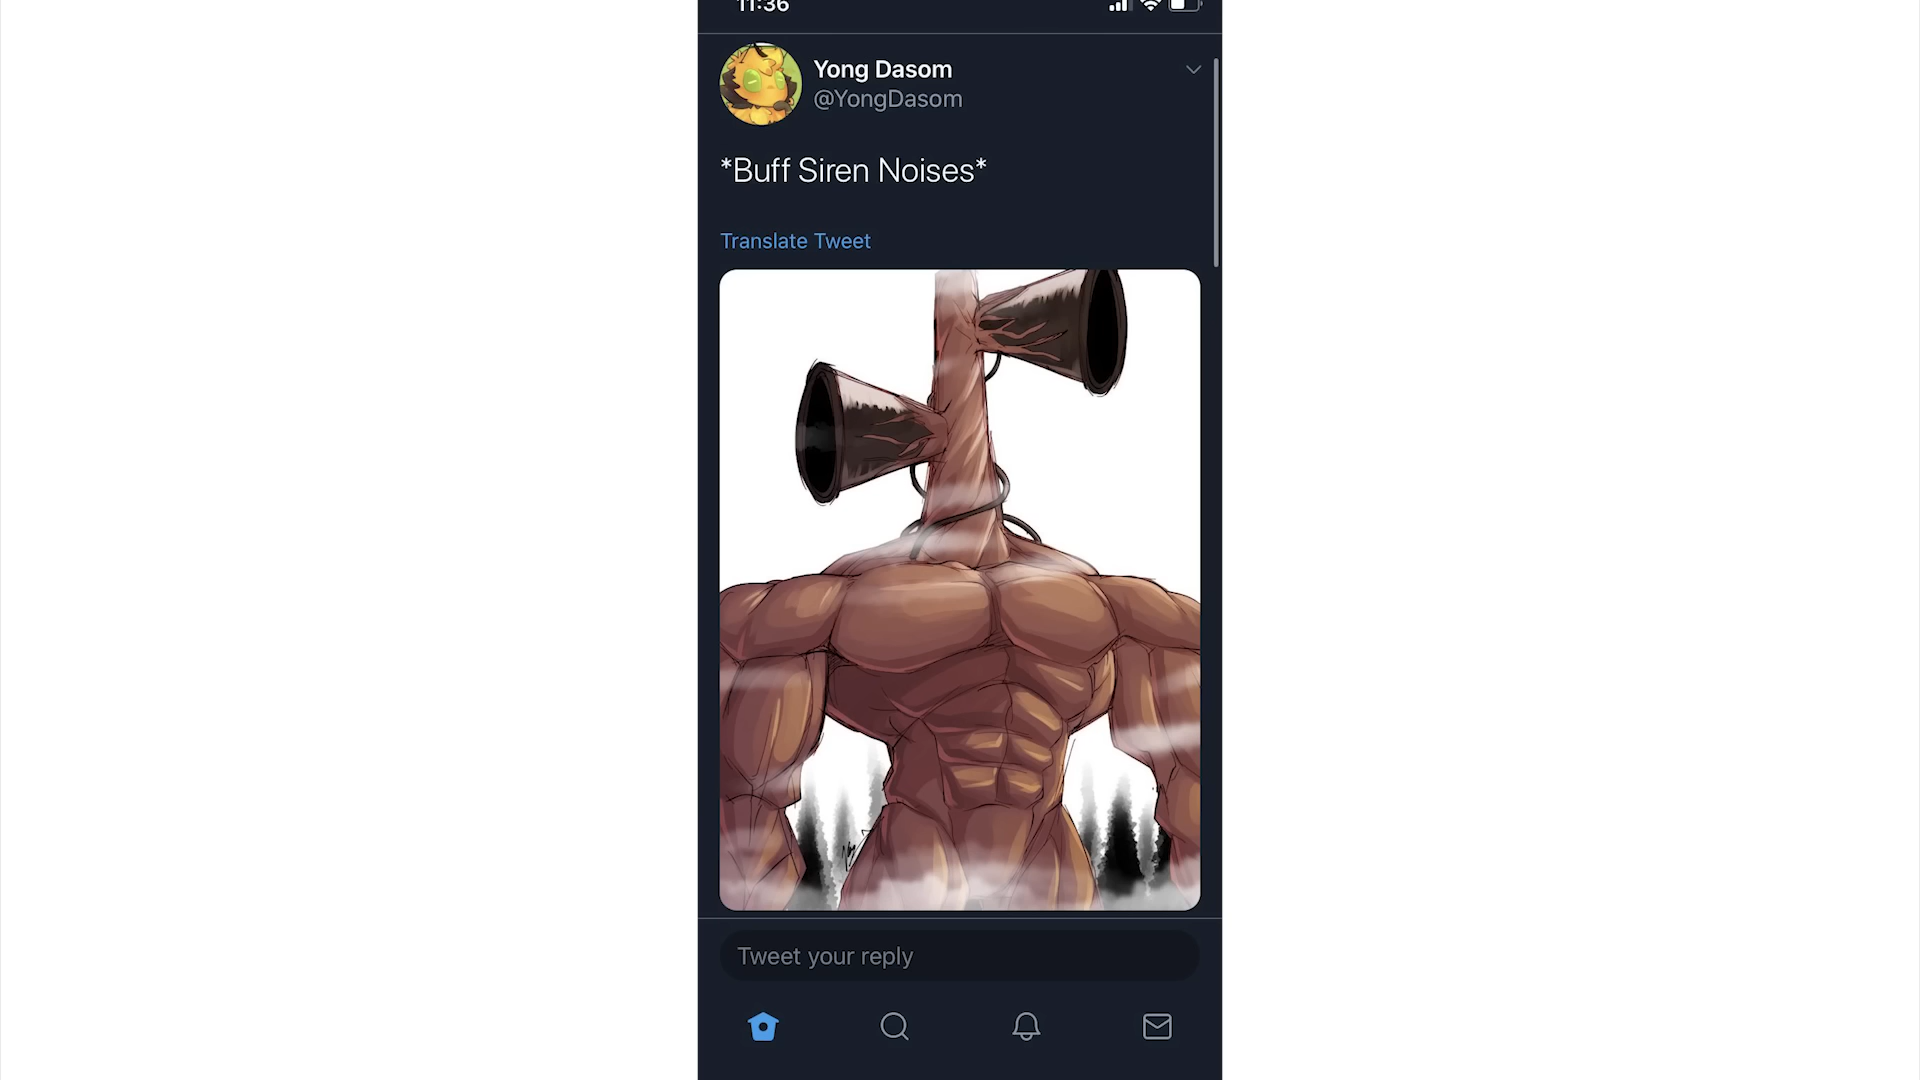 11:36
Yong Dasom
@YongDasom
*Buff Siren Noises*
Translate Tweet
Tweet your reply